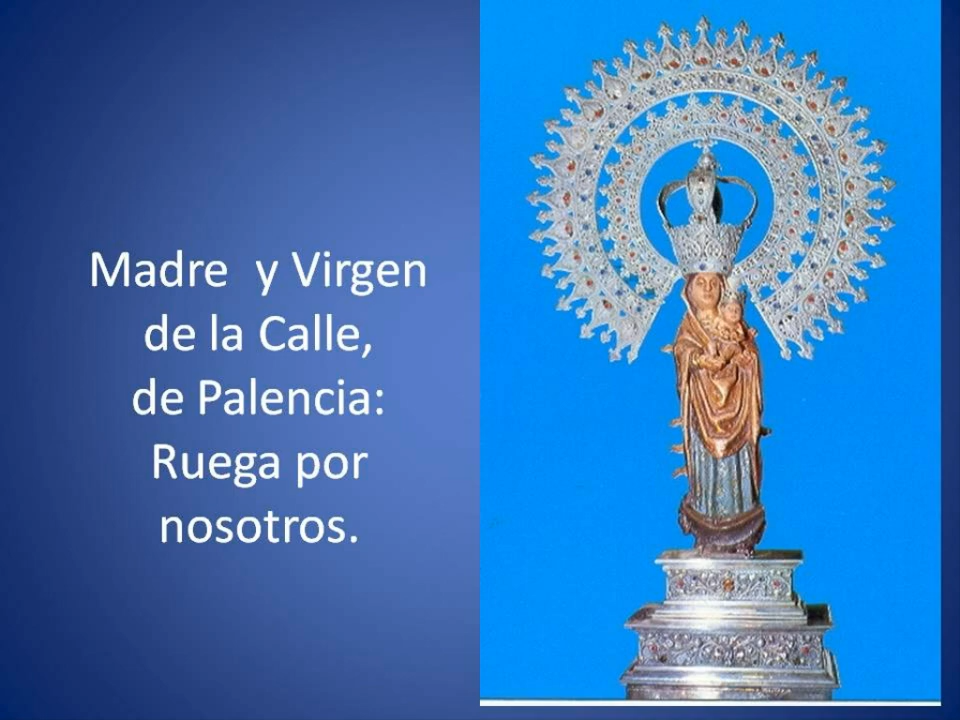 Madre  y Virgen
de la Calle,
de Palencia:
Ruega por
nosotros.